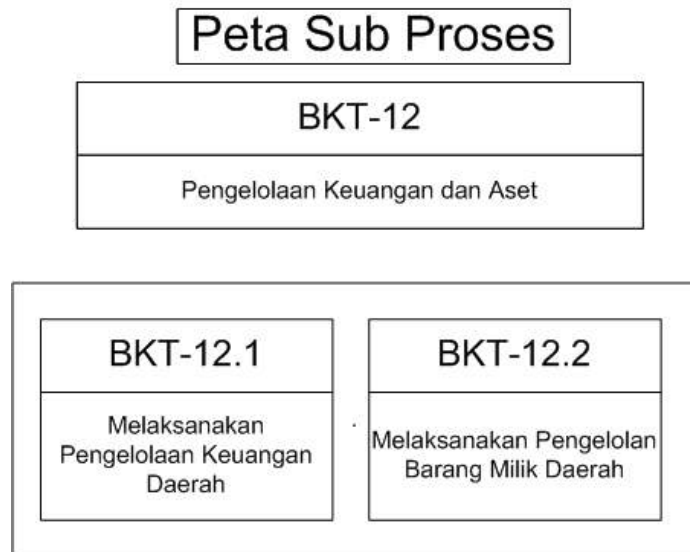 Peta Sub Proses
BKT-12
Pengelolaan Keuangan dan Aset
BKT-12.1
Melaksanakan
Pengelolaan Keuangan
Daerah
BKT-12.2
Melaksanakan Pengelolan
Barang Milik Daerah